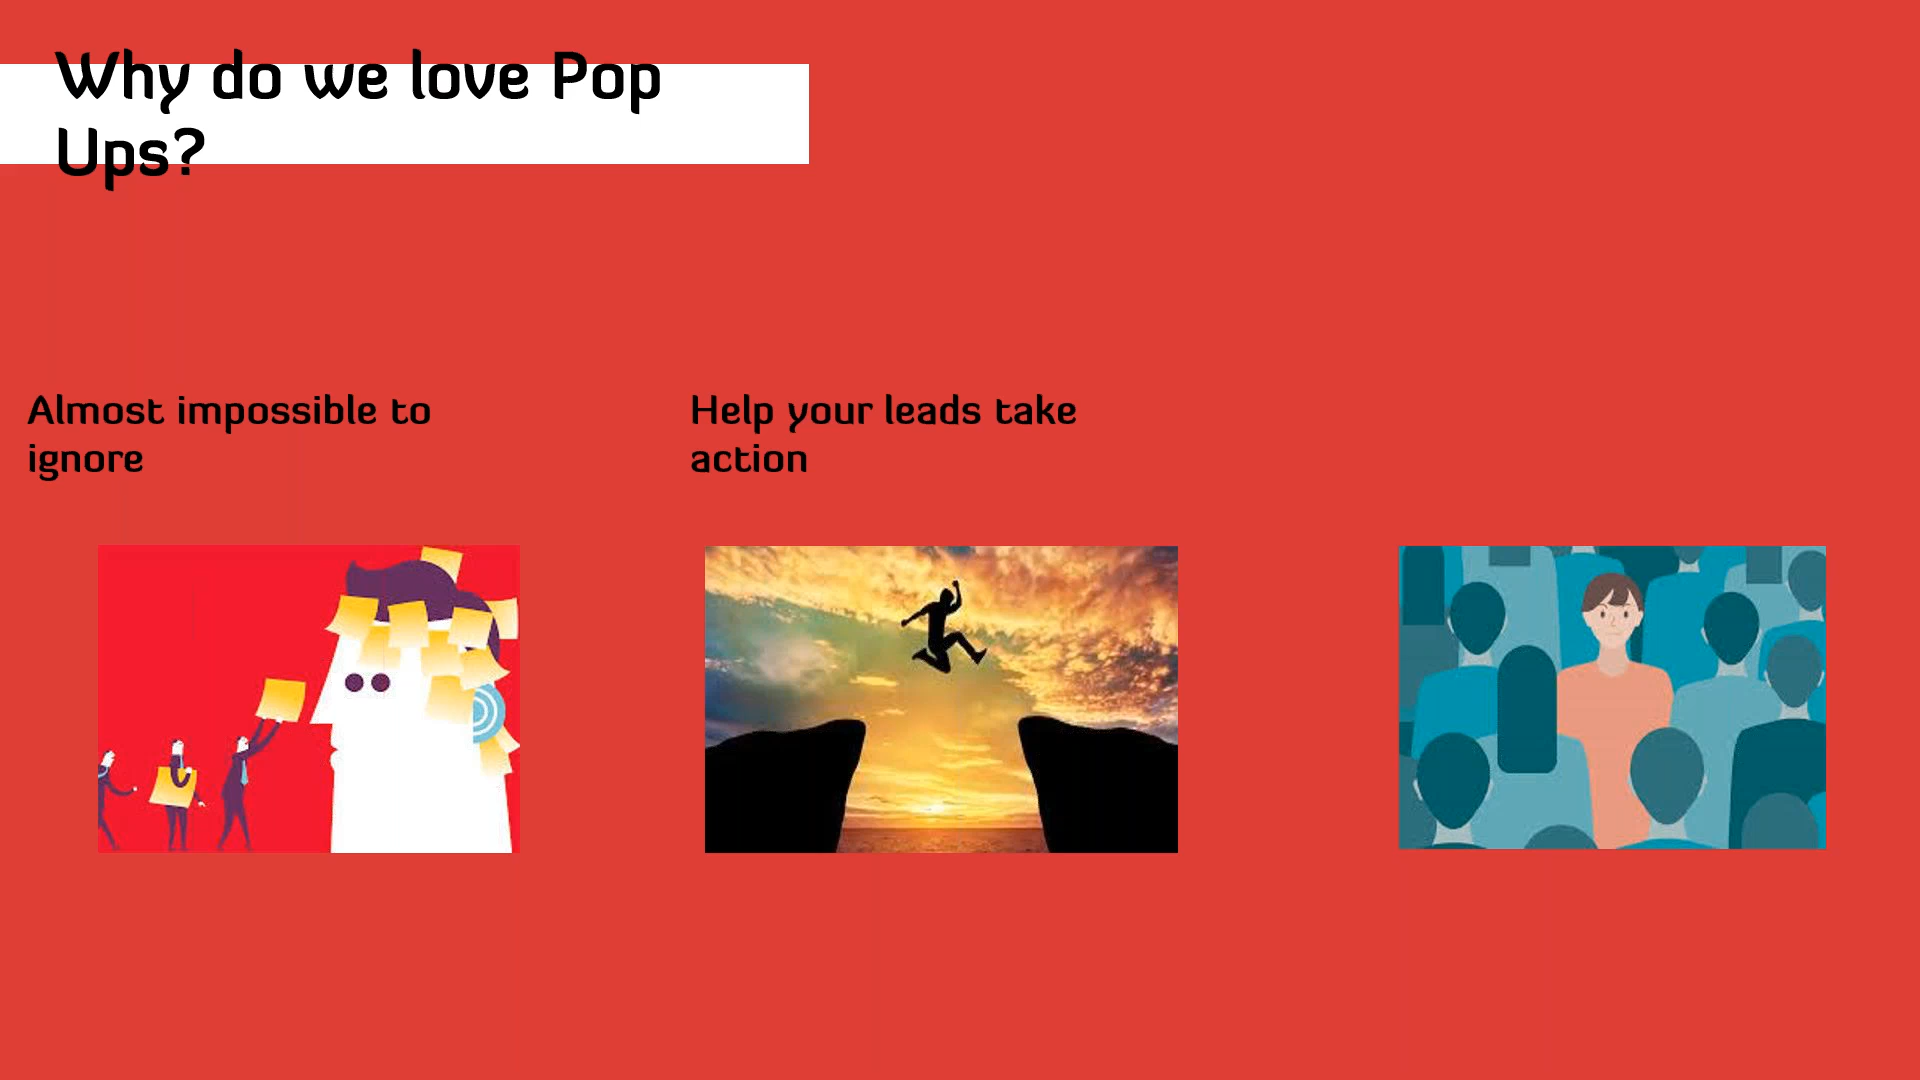 Why do we love Pop
Ups?
Almost impossible to
ignore
Help your leads take
action